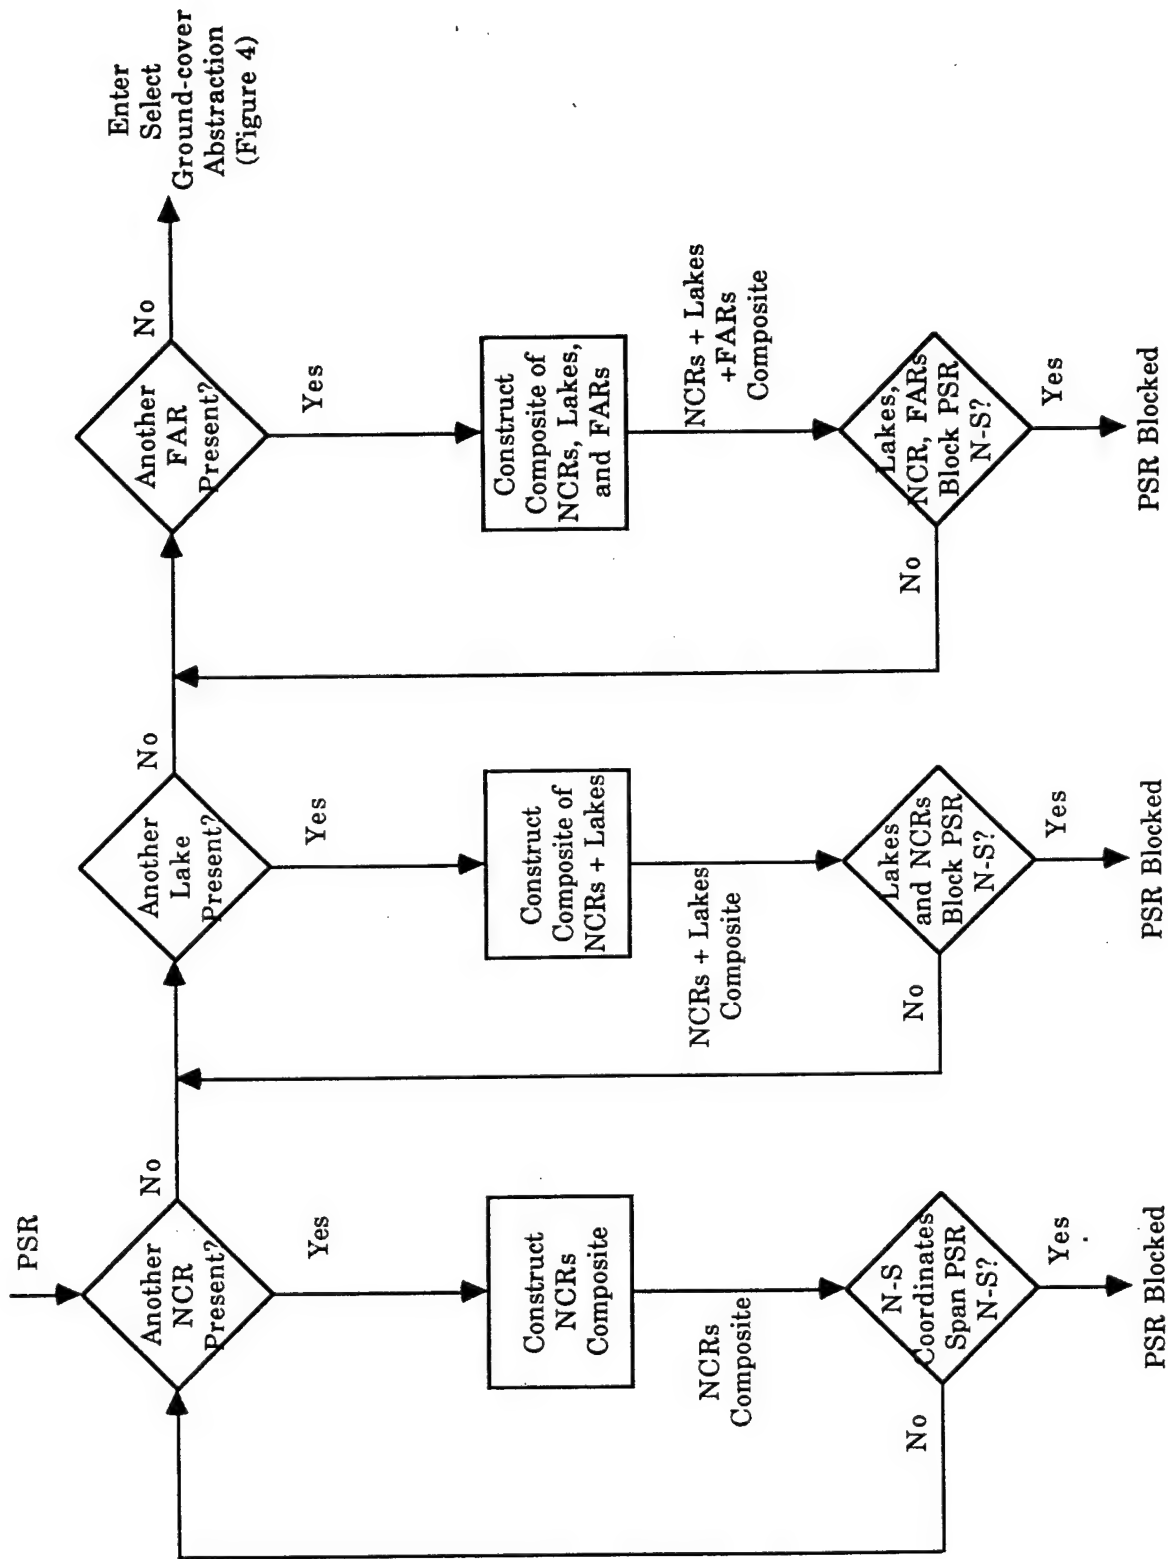 PSR
Another
NCR
Present?
No
Yes
Construct
NCRs
Composite
NCRs
Composite
N-S
Coordinates
Span PSR
N-S?
No
Yes
PSR Blocked
Another
Lake
Present?
No
Yes
Construct
Composite of
NCRs + Lakes
NCRs + Lakes
Composite
Lakes
and NCRs
Block PSR
N-S?
No
Yes
PSR Blocked
Another
FAR
Present?
No
Enter
Select
Ground-cover
Abstraction
(Figure 4)
Yes
Construct
Composite of
NCRs, Lakes,
and FARs
NCRs + Lakes
+FARs
Composite
Lakes,
NCR, FARs
Block PSR
N-S?
No
Yes
PSR Blocked